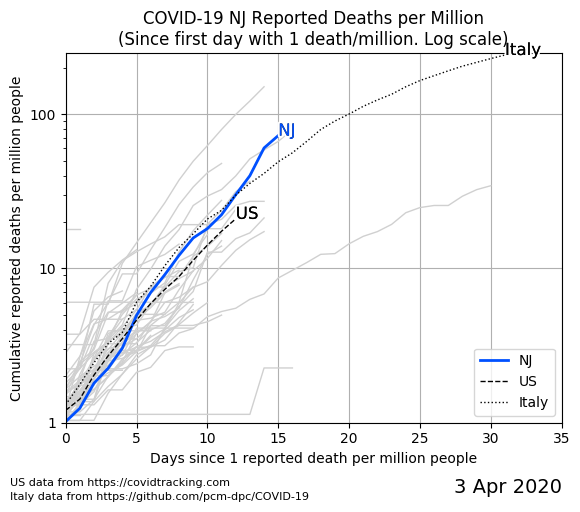 COVID-19 NJ Reported Deaths per Million
(Since first day with 1 death/million. Log scale)
Italy
100
NJ
US
10
1
Cumulative reported deaths per million people
NJ
US
Italy
0 5 10 15 20 25 30 35
Days since 1 reported death per million people
US data from https://covidtracking.com
Italy data from https://github.com/pcm-dpc/COVID-19
3 Apr 2020